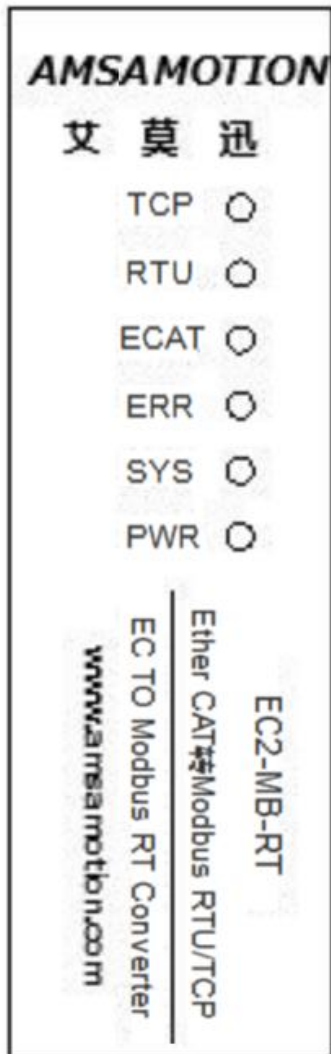 AMSAMOTION
艾莫迅
TCP
RTU
ECAT
ERR
SYS
PWR
EC2-MB-RT
Ether CAT转Modbus RTU/TCP
EC TO Modbus RT Converter
www.amsamotion.com